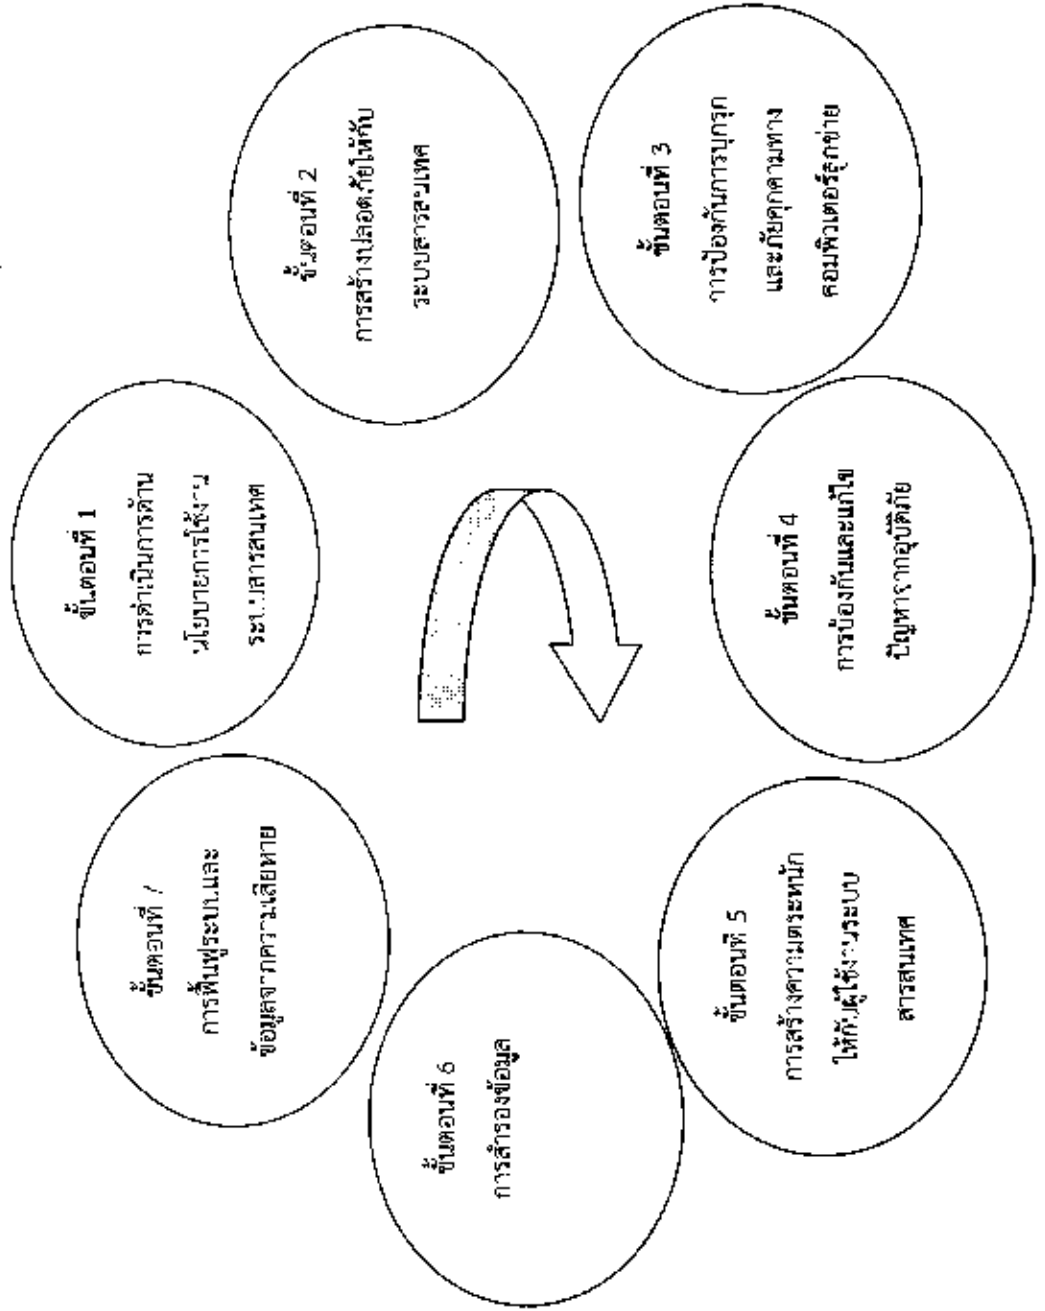 ขั้นตอนที่ 1
การดำเนินการด้าน
นโยบายการใช้งาน
ระบบสารสนเทศ
ขั้นตอนที่ 2
การสร้างปลอดภัยให้กับ
ระบบสารสนเทศ
ขั้นตอนที่ 3
การป้องกันการบุกรุก
และภัยคุกคามทาง
คอมพิวเตอร์ลูกข่าย
ขั้นตอนที่ 4
การป้องกันและแก้ไข
ปัญหาจากอุบัติภัย
ขั้นตอนที่ 5
การสร้างความตระหนัก
ให้กับผู้ใช้งานระบบ
สารสนเทศ
ขั้นตอนที่ 6
การสำรองข้อมูล
ขั้นตอนที่ 7
การฟื้นฟูระบบและ
ข้อมูลจากความเสียหาย